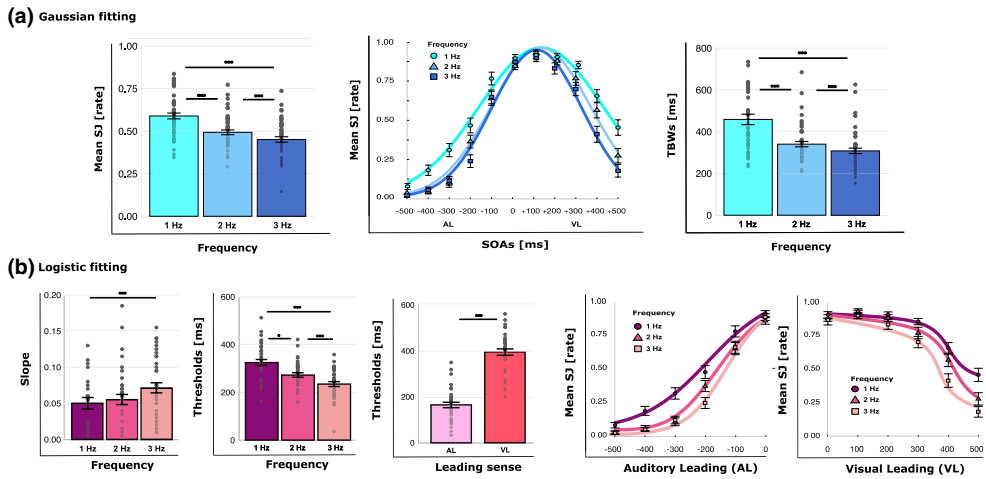 (a) Gaussian fitting
Mean SJ [rate]
1.00
0.75
0.50
0.25
0.00
1 Hz 2 Hz 3 Hz
Frequency
Mean SJ [rate]
1.00
0.75
0.50
0.25
0.00
Frequency
1 Hz
2 Hz
3 Hz
-500 -400 -300 -200 -100 0 +100 +200 +300 +400 +500
AL VL
SOAs [ms]
TBWs [ms]
800
600
400
200
0
1 Hz 2 Hz 3 Hz
Frequency
(b) Logistic fitting
Slope
0.20
0.15
0.10
0.05
0.00
1 Hz 2 Hz 3 Hz
Frequency
Thresholds [ms]
600
400
200
0
1 Hz 2 Hz 3 Hz
Frequency
Thresholds [ms]
600
400
200
0
AL VL
Leading sense
Mean SJ [rate]
1.00
0.75
0.50
0.25
0.00
Frequency
1 Hz
2 Hz
3 Hz
-500 -400 -300 -200 -100 0
Auditory Leading (AL)
Mean SJ [rate]
1.00
0.75
0.50
0.25
0.00
Frequency
1 Hz
2 Hz
3 Hz
0 100 200 300 400 500
Visual Leading (VL)